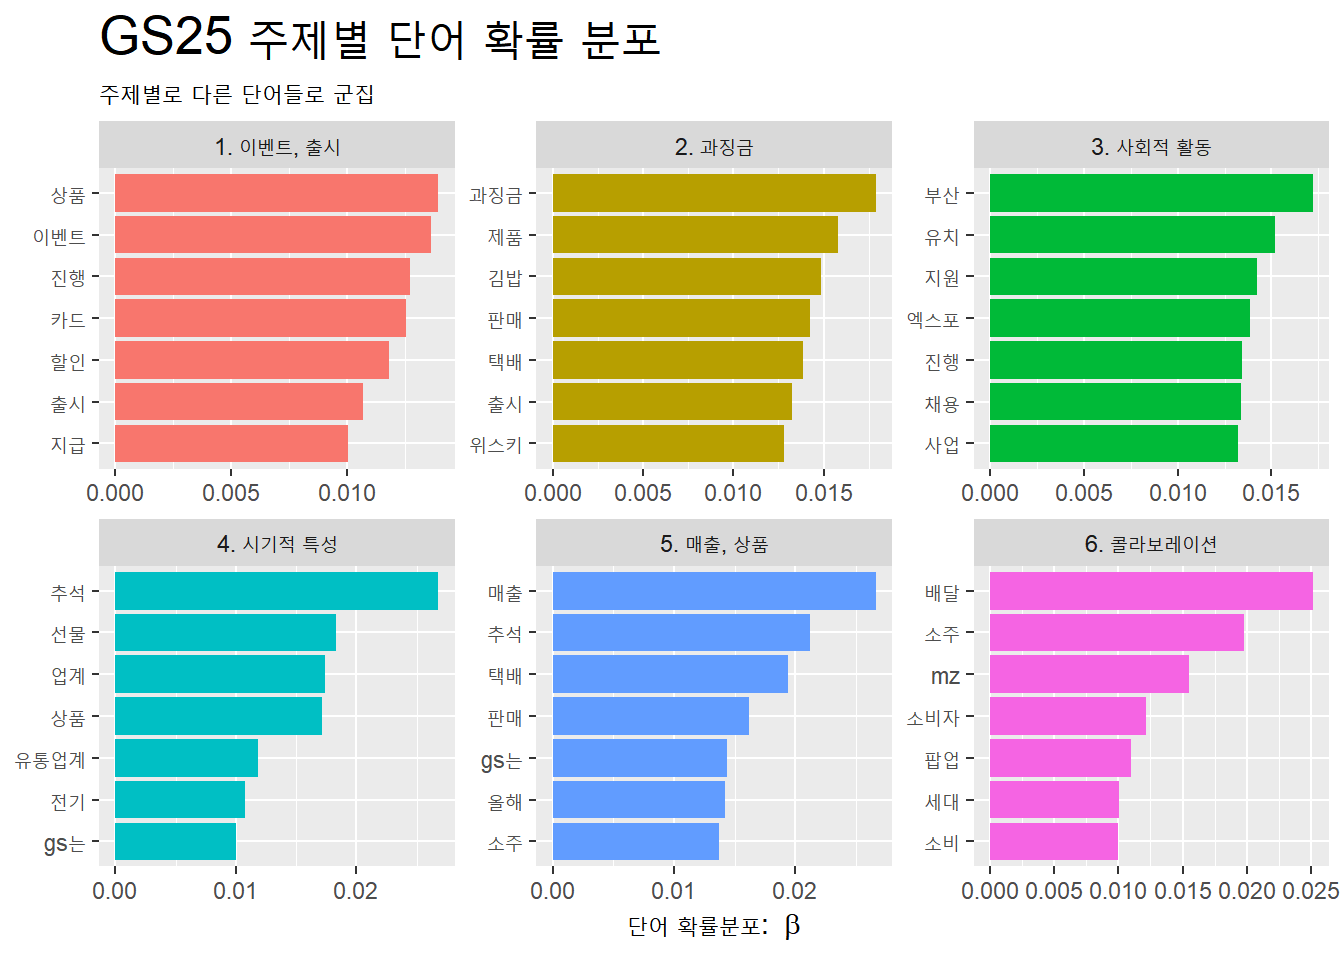 GS25 주제별 단어 확률 분포
주제별로 다른 단어들로 군집
1. 이벤트, 출시
상품
이벤트
진행
카드
할인
출시
지급
0.000 0.005 0.010
2. 과징금
과징금
제품
김밥
판매
택배
출시
위스키
0.000 0.005 0.010 0.015
3. 사회적 활동
부산
유치
지원
엑스포
진행
채용
사업
0.000 0.005 0.010 0.015
4. 시기적 특성
추석
선물
업계
상품
유통업계
전기
gs는
0.00 0.01 0.02
5. 매출, 상품
매출
추석
택배
판매
gs는
올해
소주
0.00 0.01 0.02
6. 콜라보레이션
배달
소주
mz
소비자
팝업
세대
소비
0.000 0.005 0.010 0.015 0.020 0.025
단어 확률분포: β